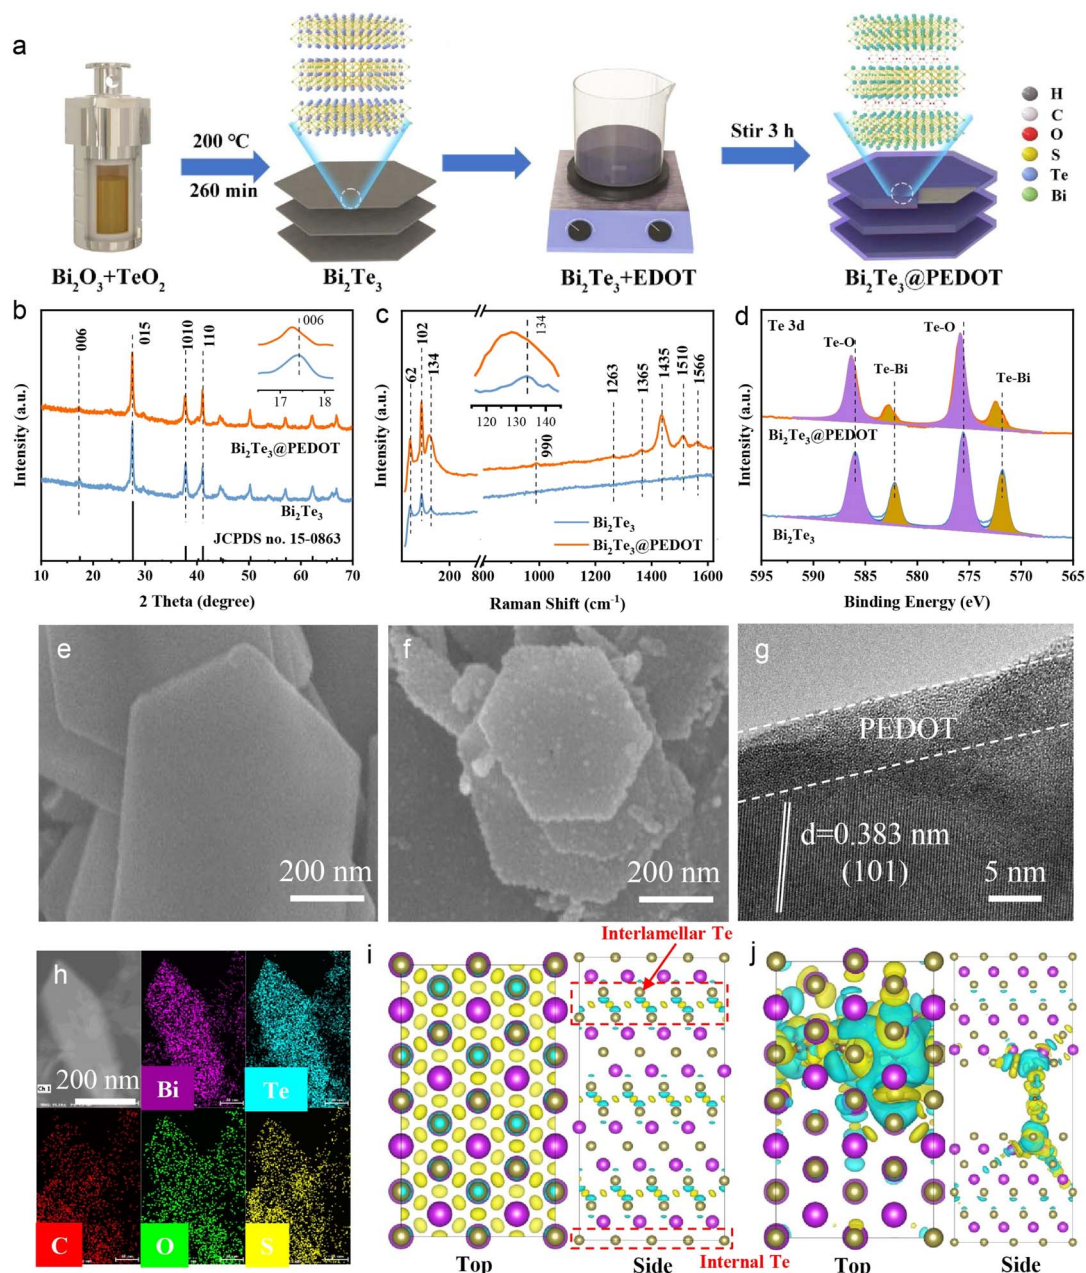 a
200 °C
260 min
Stir 3 h
H
C
O
S
Te
Bi
Bi₂O₃+TeO₂
Bi₂Te₃
Bi₂Te₃+EDOT
Bi₂Te₃@PEDOT
b
006
015
1010
110
006
17 18
Bi₂Te₃@PEDOT
Bi₂Te₃
JCPDS no. 15-0863
10 20 30 40 50 60 70
2 Theta (degree)
Intensity (a.u.)
c
62
102
134
134
120 130 140
990
1263
1365
1435
1510
1566
Bi₂Te₃
Bi₂Te₃@PEDOT
200 800 1000 1200 1400 1600
Raman Shift (cm⁻¹)
Intensity (a.u.)
d
Te 3d
Te-O
Te-Bi
Te-O
Te-Bi
Bi₂Te₃@PEDOT
Bi₂Te₃
595 590 585 580 575 570 565
Binding Energy (eV)
Intensity (a.u.)
e
200 nm
f
200 nm
g
PEDOT
d=0.383 nm
(101)
5 nm
h
200 nm
Bi
Te
C
O
S
i
Interlamellar Te
Internal Te
Top
Side
j
Top
Side